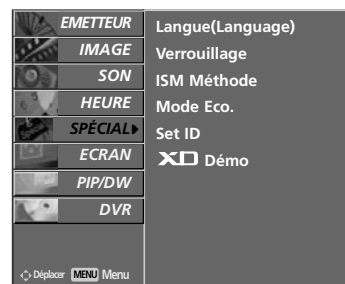 EMETTEUR
IMAGE
SON
HEURE
SPÉCIAL
ECRAN
PIP/DW
DVR
Déplacer MENU Menu
Langue(Language)
Verrouillage
ISM Méthode
Mode Eco.
Set ID
XD Démo